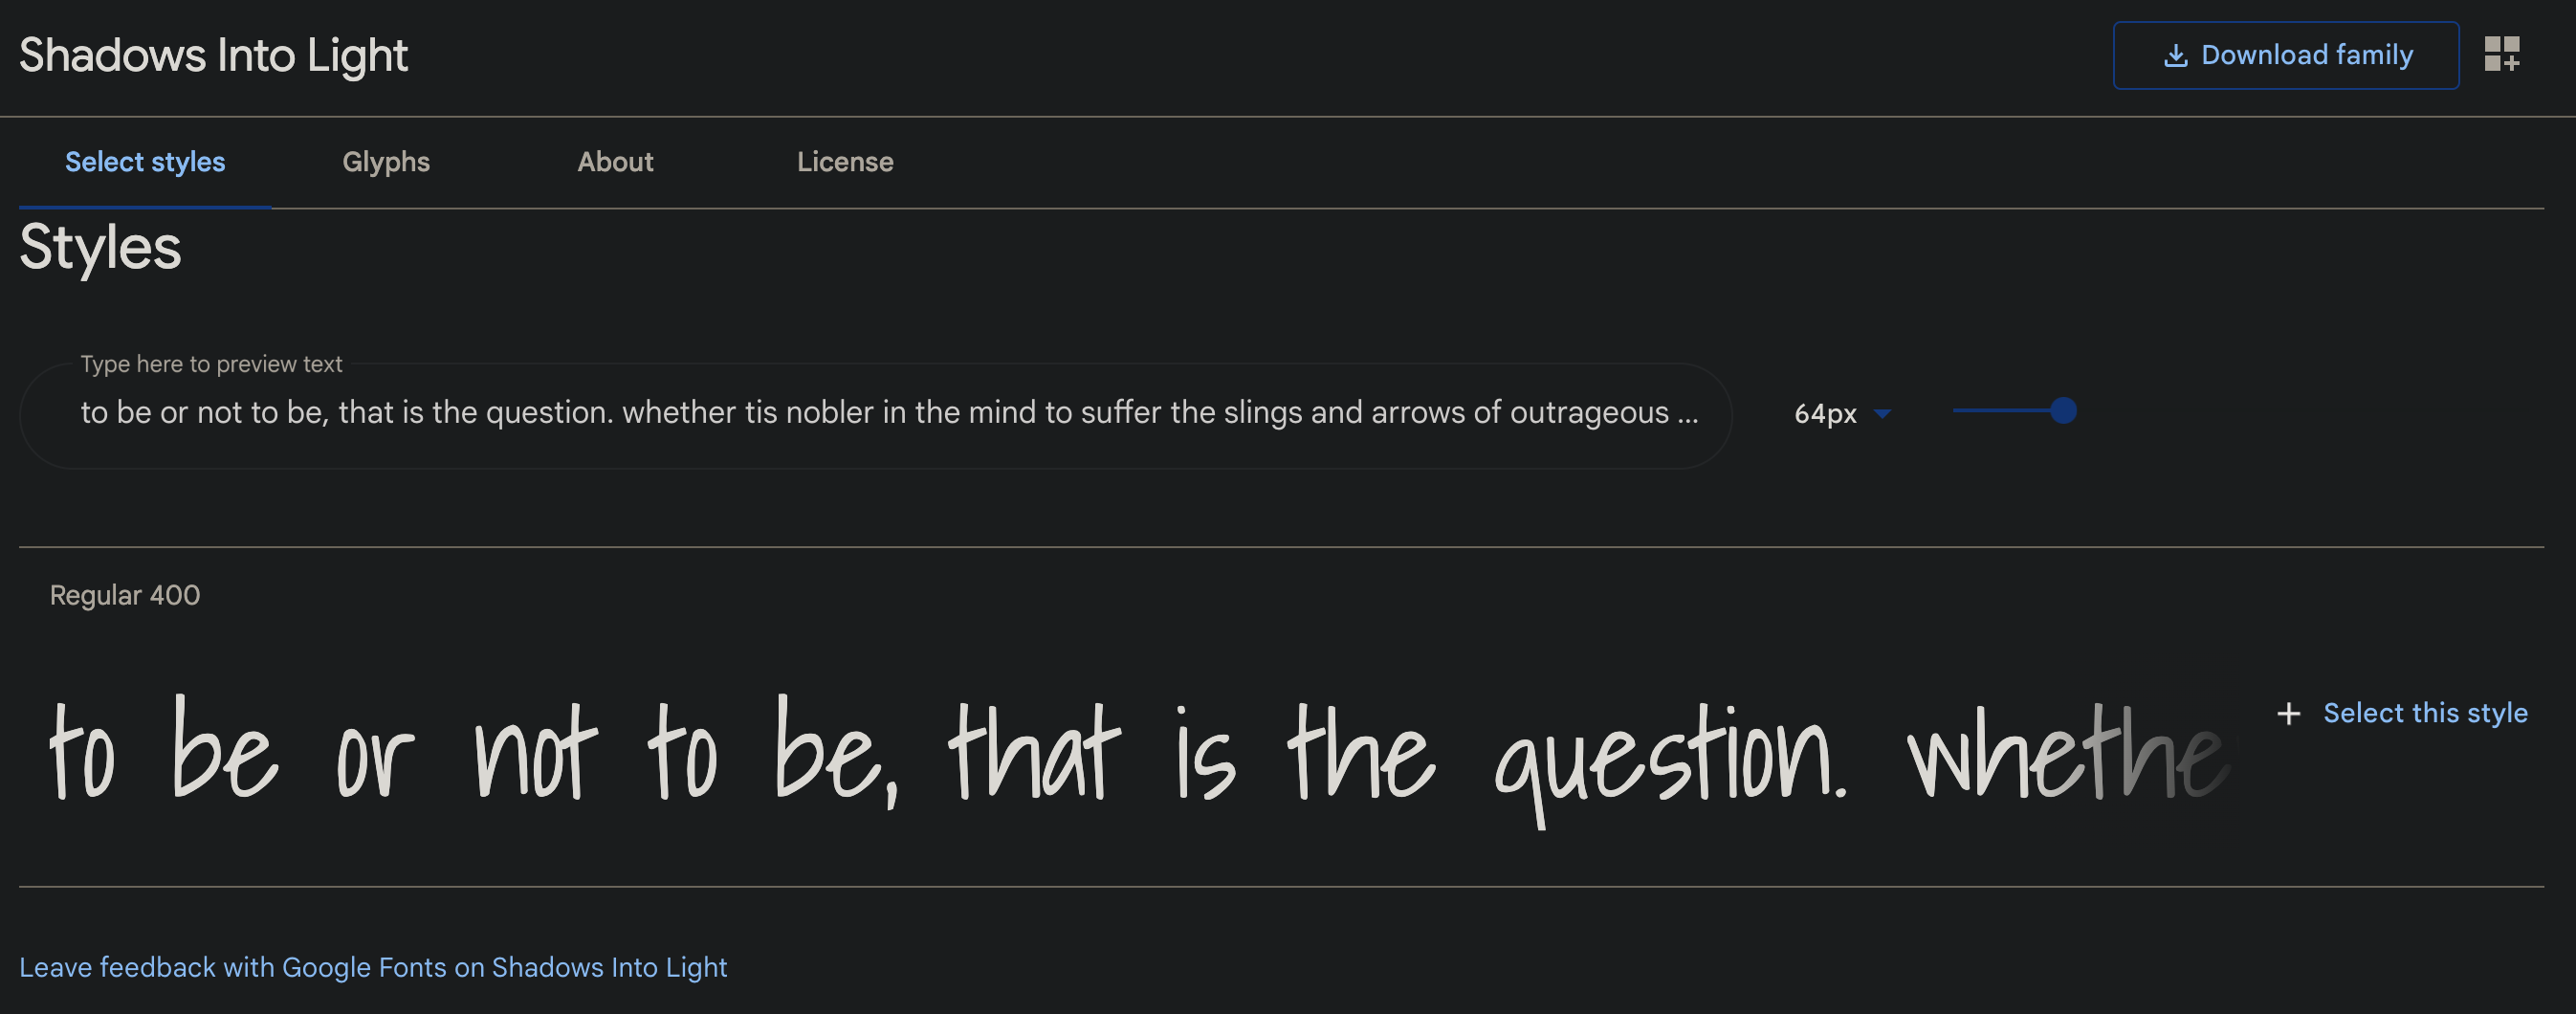 Shadows Into Light
Download family
Select styles Glyphs About License
Styles
Type here to preview text
to be or not to be, that is the question. whether tis nobler in the mind to suffer the slings and arrows of outrageous ...
64px
Regular 400
to be or not to be, that is the question. whethe
Select this style
Leave feedback with Google Fonts on Shadows Into Light